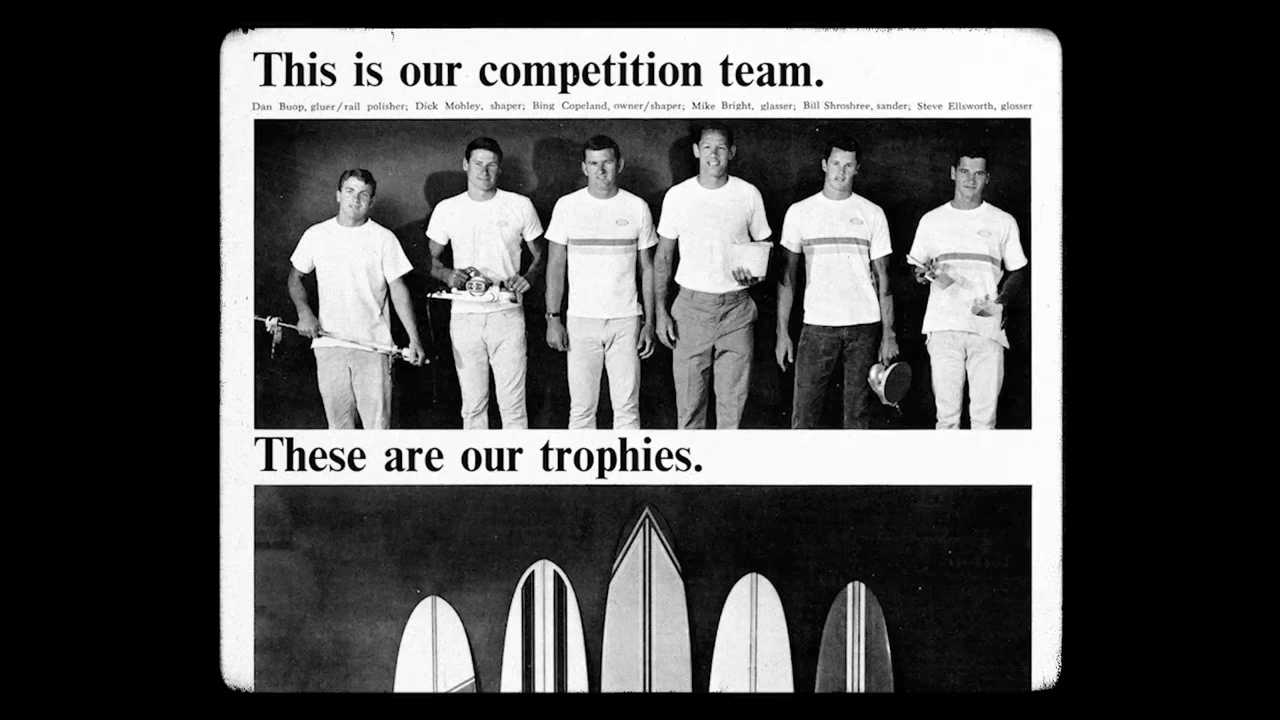 This is our competition team.
Dan Buop, gluer/rail polisher; Dick Mobley, shaper; Bing Copeland, owner/shaper; Mike Bright, glasser; Bill Shrosbree, sander; Steve Ellsworth, glosser
These are our trophies.